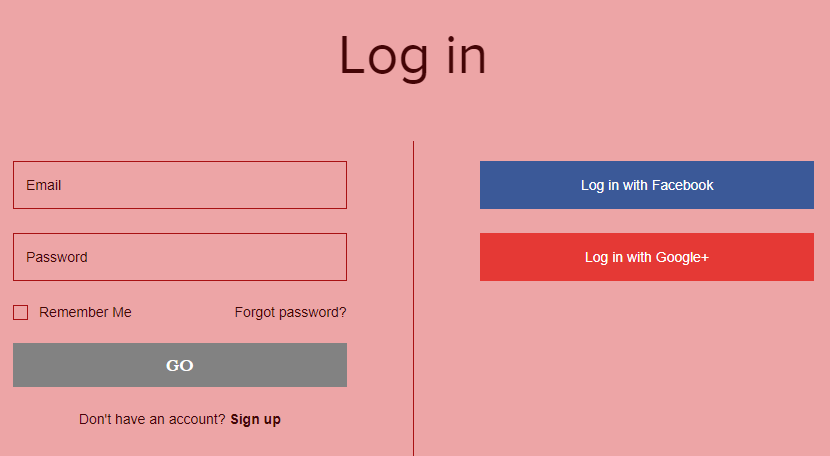 Log in
Email
Password
Remember Me
Forgot password?
GO
Don't have an account? Sign up
Log in with Facebook
Log in with Google+